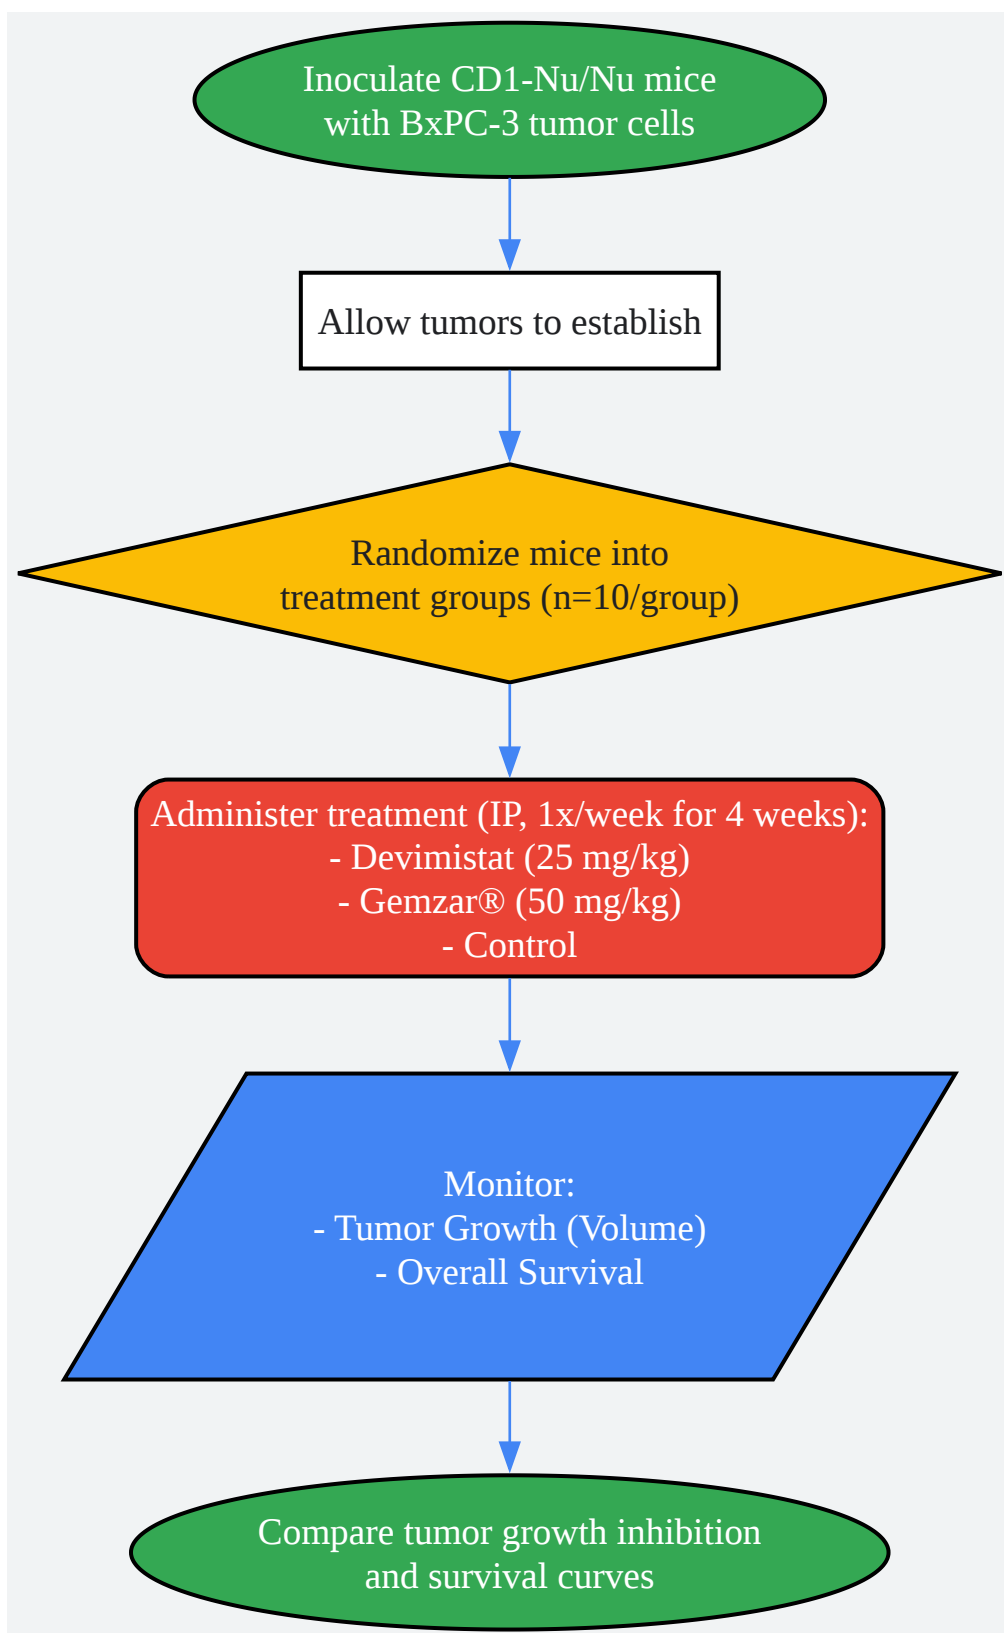 Inoculate CD1-Nu/Nu mice
with BxPC-3 tumor cells
Allow tumors to establish
Randomize mice into
treatment groups (n=10/group)
Administer treatment (IP, 1x/week for 4 weeks):
- Devimistat (25 mg/kg)
- Gemzar® (50 mg/kg)
- Control
Monitor:
- Tumor Growth (Volume)
- Overall Survival
Compare tumor growth inhibition
and survival curves